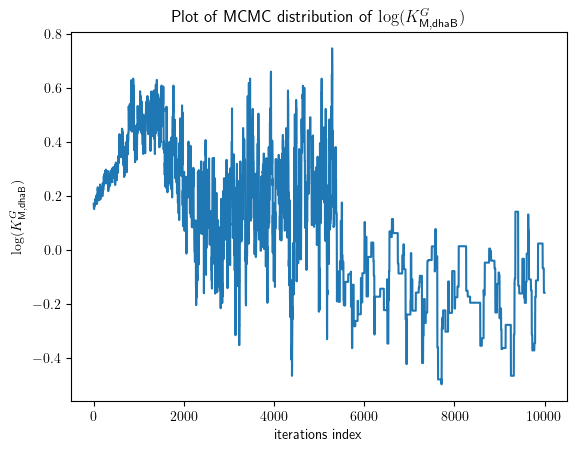 Plot of MCMC distribution of log(K^G_{M,dhaB})
0.8
0.6
0.4
0.2
0.0
−0.2
−0.4
log(K^G_{M,dhaB})
0 2000 4000 6000 8000 10000
iterations index